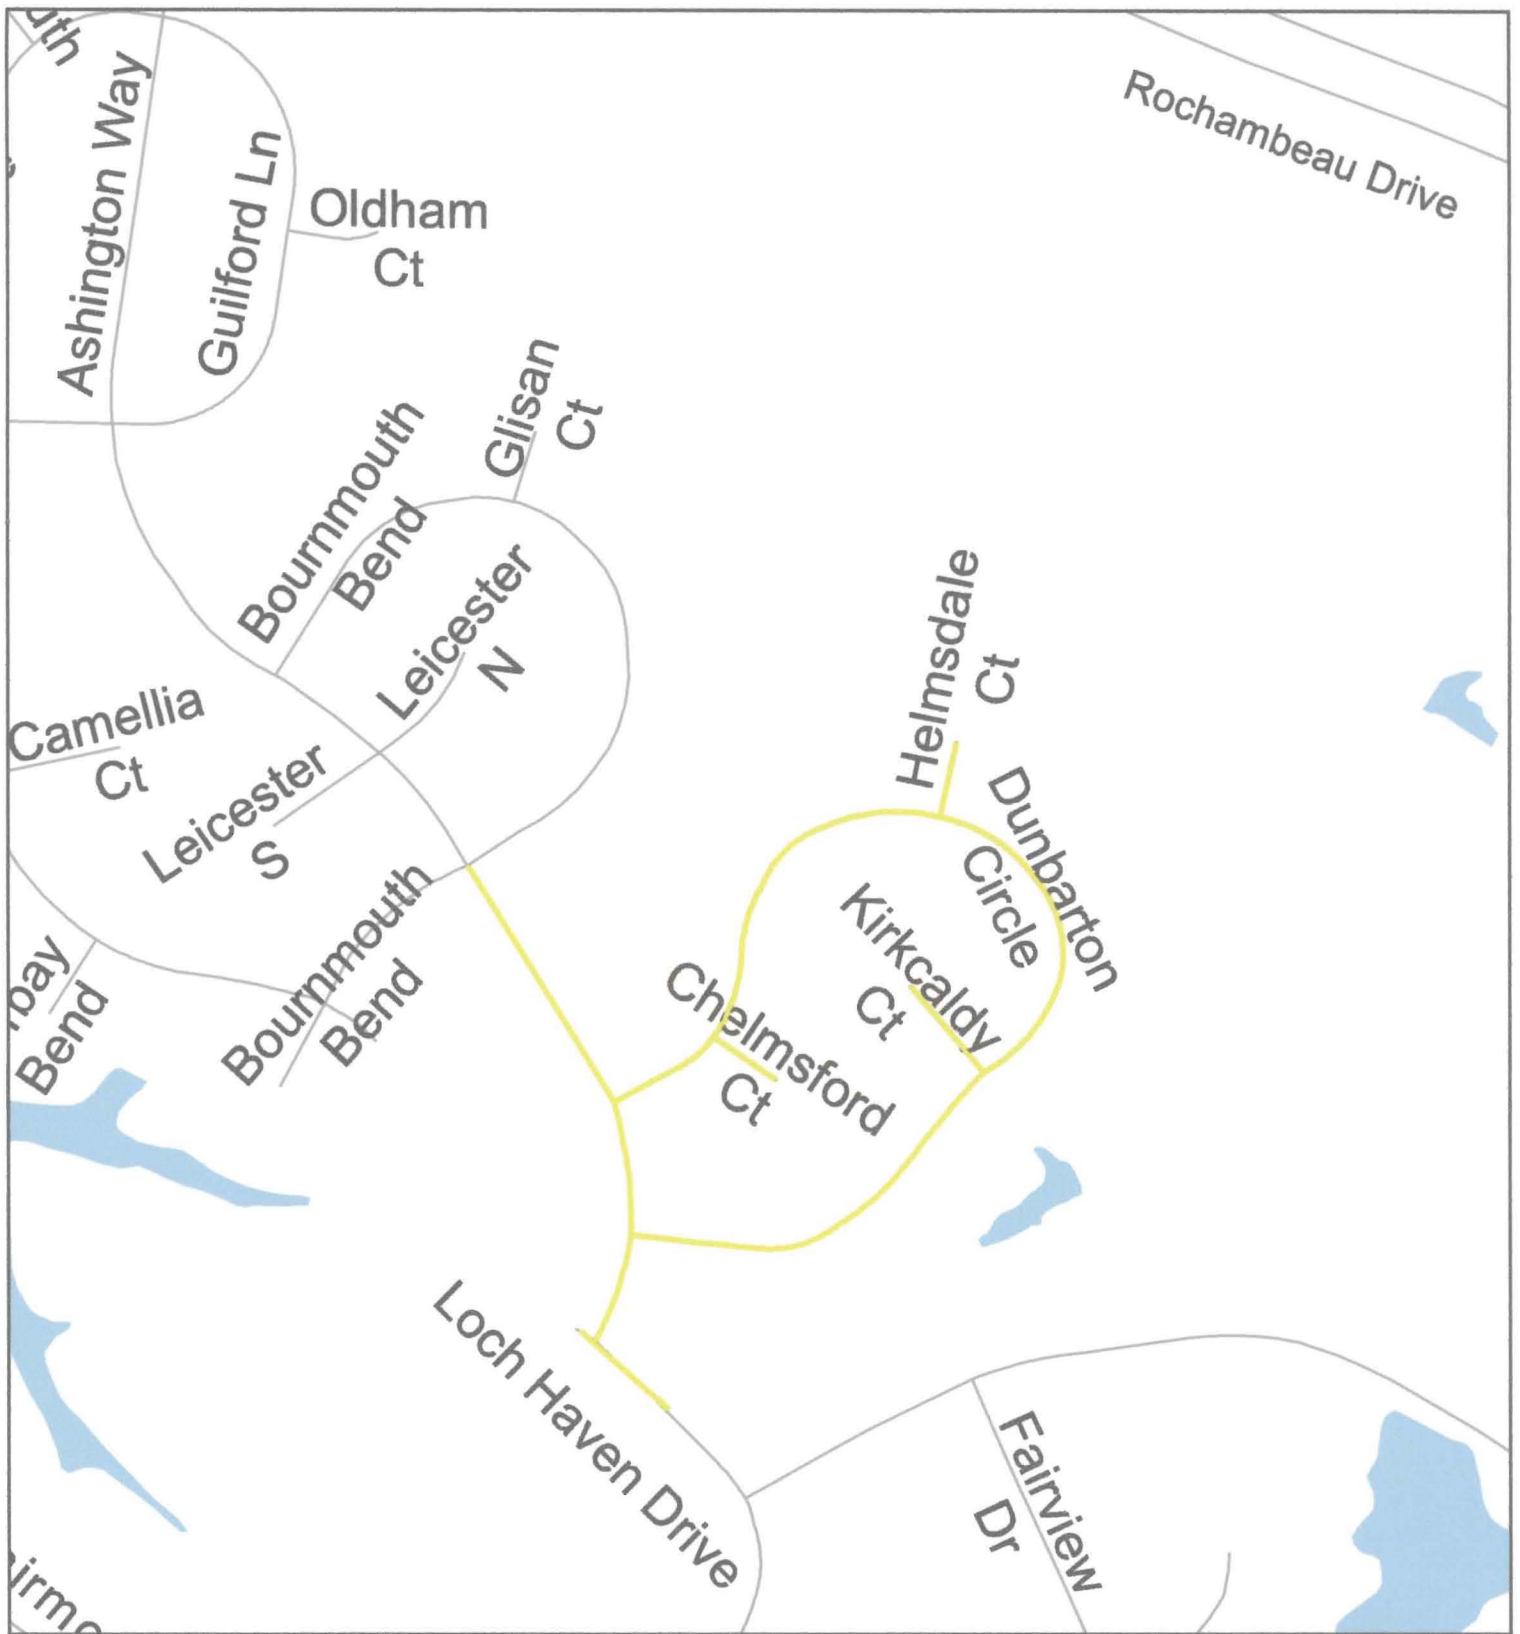 Rochambeau Drive
Ashington Way
Guilford Ln
Oldham
Ct
Glisan
Ct
Bournmouth
Bend
Leicester
N
Helmsdale
Ct
Camellia
Ct
Leicester
S
Dunbarton
Circle
Kirkcaldy
Ct
Bournmouth
Bend
Chelmsford
Ct
Bend
Loch Haven Drive
Fairview
Dr